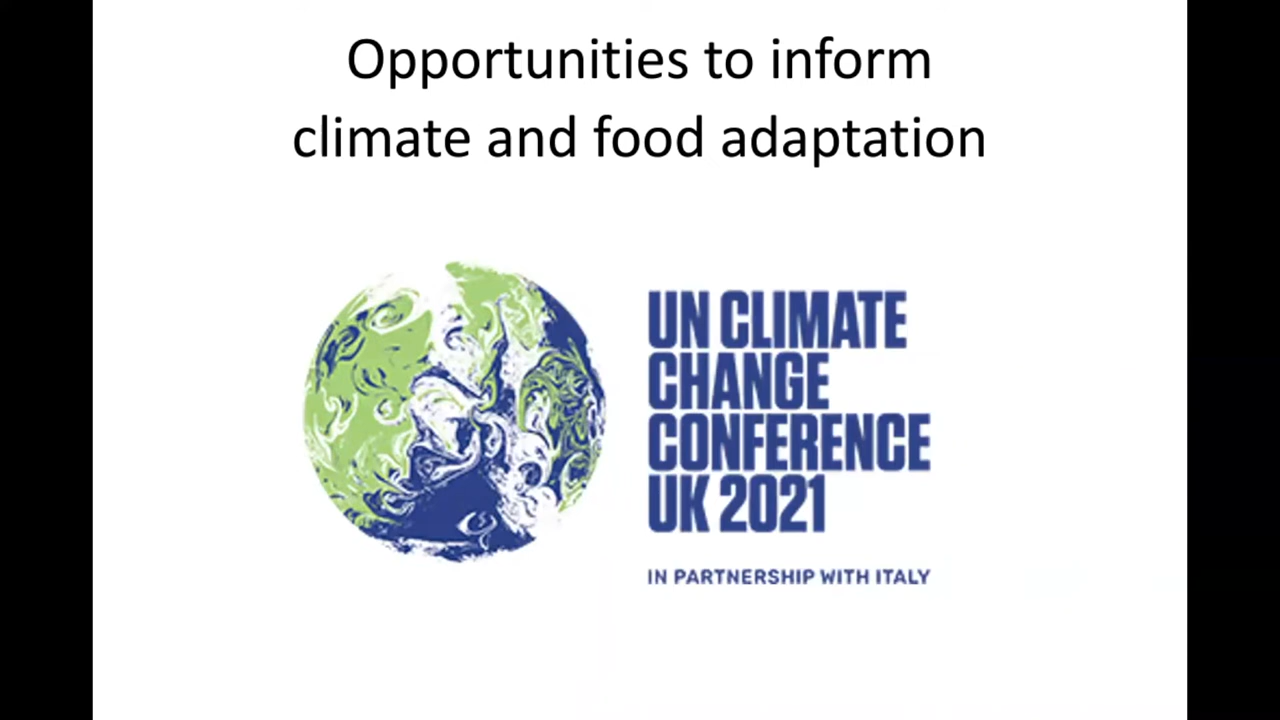 Opportunities to inform
climate and food adaptation
UN CLIMATE
CHANGE
CONFERENCE
UK 2021
IN PARTNERSHIP WITH ITALY